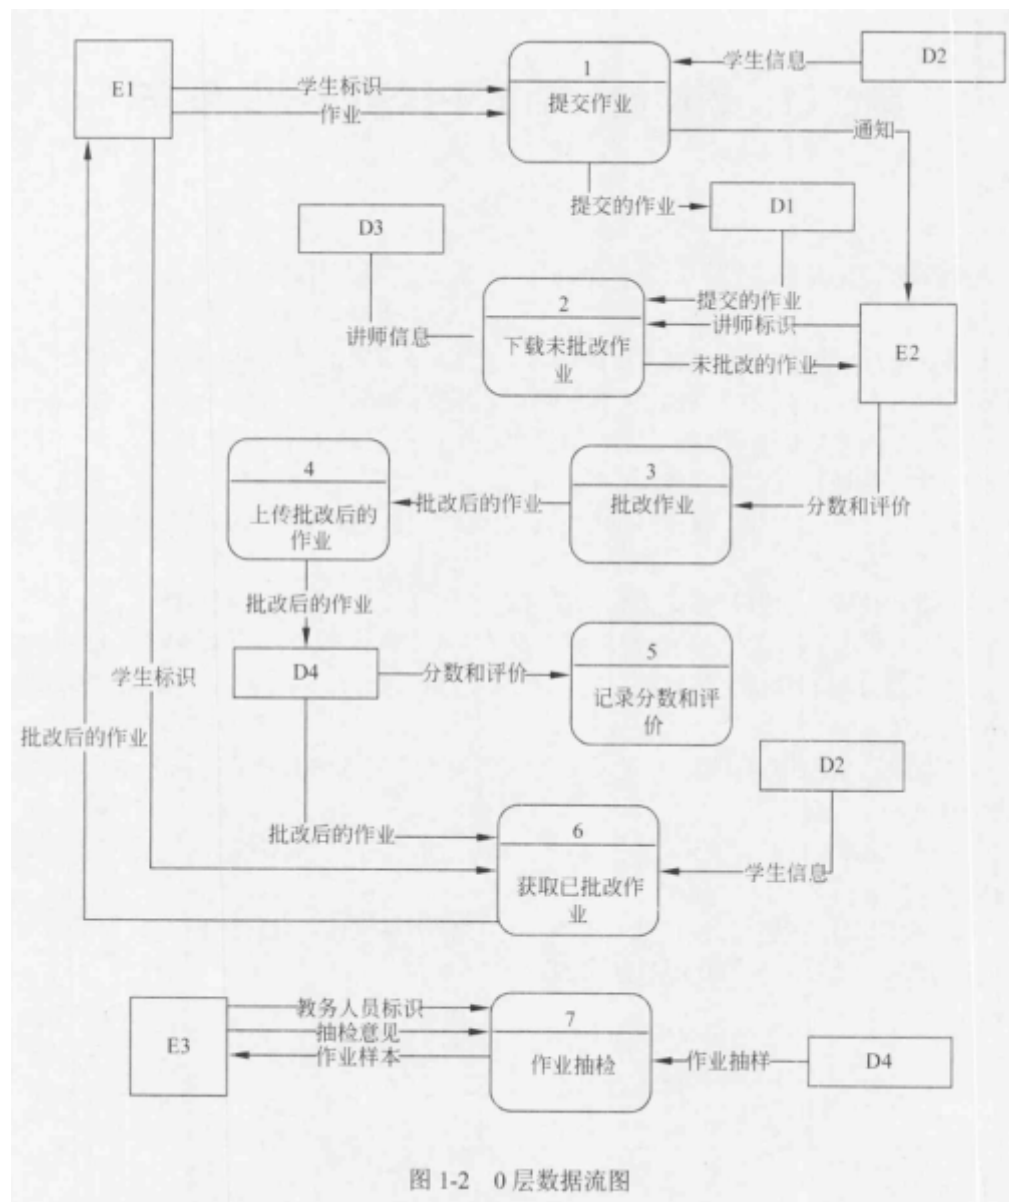 E1
学生标识
作业
1
提交作业
学生信息
D2
通知
提交的作业
D1
D3
讲师信息
2
下载未批改作
业
提交的作业
讲师标识
未批改的作业
E2
4
上传批改后的
作业
批改后的作业
3
批改作业
分数和评价
批改后的作业
D4
分数和评价
5
记录分数和评
价
学生标识
批改后的作业
D2
批改后的作业
6
获取已批改作
业
学生信息
E3
教务人员标识
抽检意见
作业样本
7
作业抽检
作业抽样
D4
图 1-2 0 层数据流图